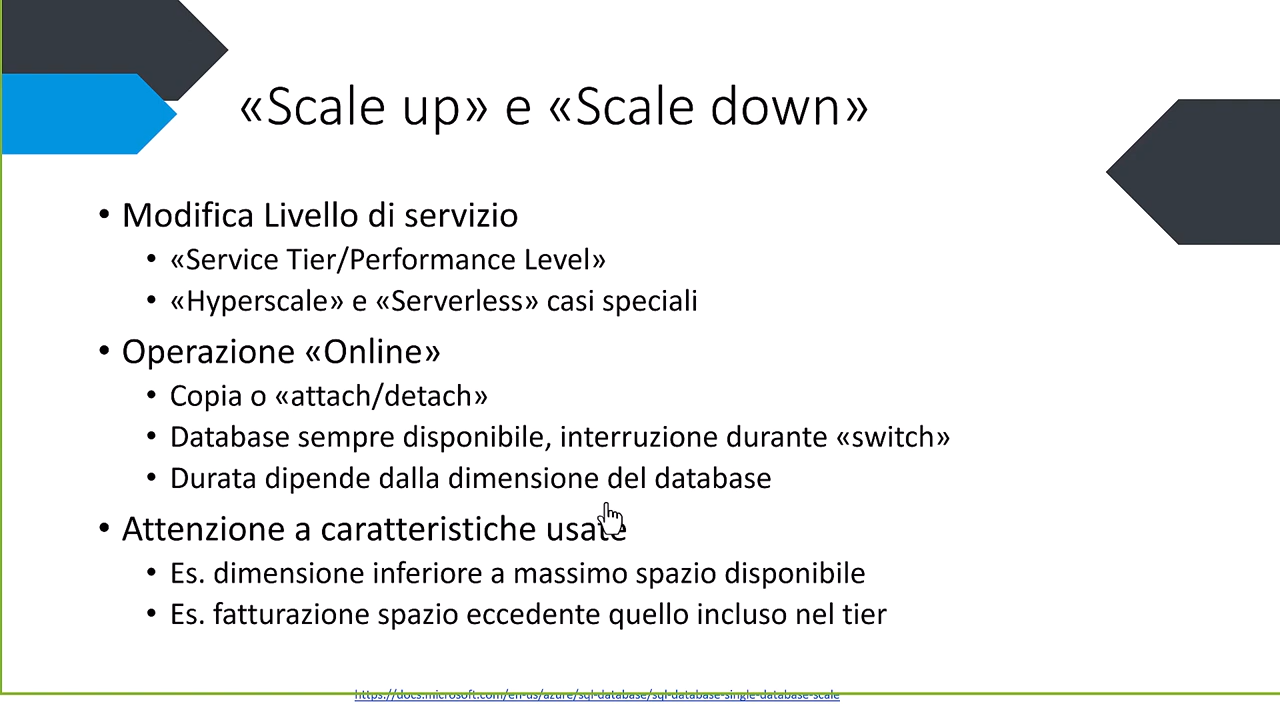 «Scale up» e «Scale down»
• Modifica Livello di servizio
• «Service Tier/Performance Level»
• «Hyperscale» e «Serverless» casi speciali
• Operazione «Online»
• Copia o «attach/detach»
• Database sempre disponibile, interruzione durante «switch»
• Durata dipende dalla dimensione del database
• Attenzione a caratteristiche usate
• Es. dimensione inferiore a massimo spazio disponibile
• Es. fatturazione spazio eccedente quello incluso nel tier
https://docs.microsoft.com/en-us/azure/sql-database/sql-database-single-database-scale